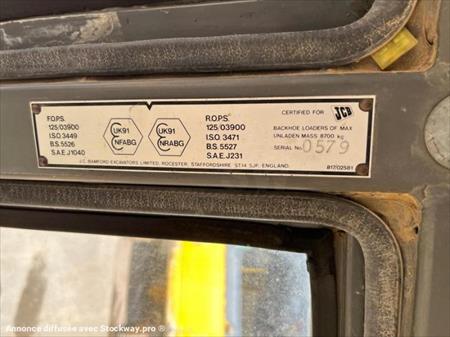 F.O.P.S.
125/03900
I.S.O. 3449
B.S. 5526
S.A.E. J1040
UK91
NFABG
UK91
NRABG
R.O.P.S.
125/03900
I.S.O. 3471
B.S. 5527
S.A.E. J231
CERTIFIED FOR JCB
BACKHOE LOADERS OF MAX
UNLADEN MASS 8700 kg
SERIAL No. 0579
J.C. BAMFORD EXCAVATORS LIMITED, ROCESTER, STAFFORDSHIRE ST14 5JP, ENGLAND.
817/02581
Annonce diffusée avec Stockway.pro ®